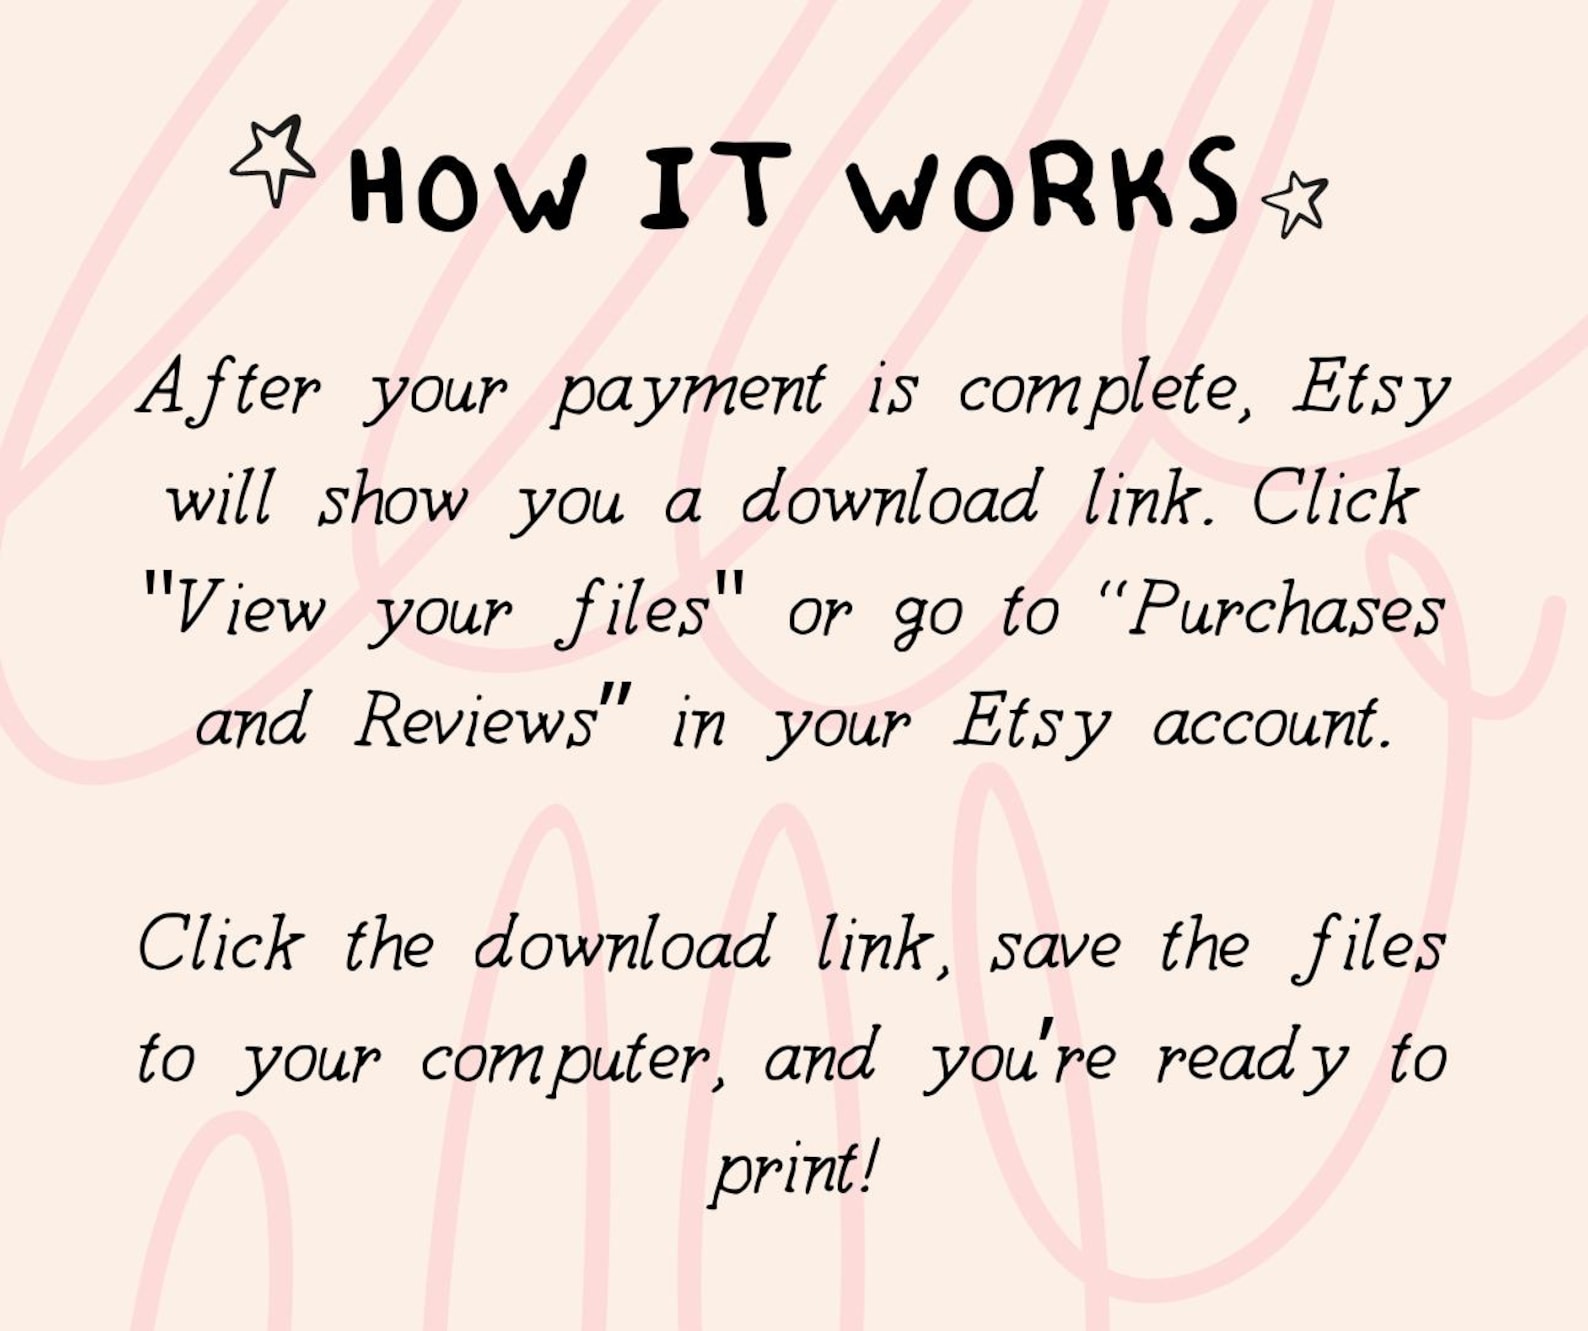 HOW IT WORKS
After your payment is complete, Etsy
will show you a download link. Click
"View your files" or go to “Purchases
and Reviews" in your Etsy account.
Click the download link, save the files
to your computer, and you're ready to
print!